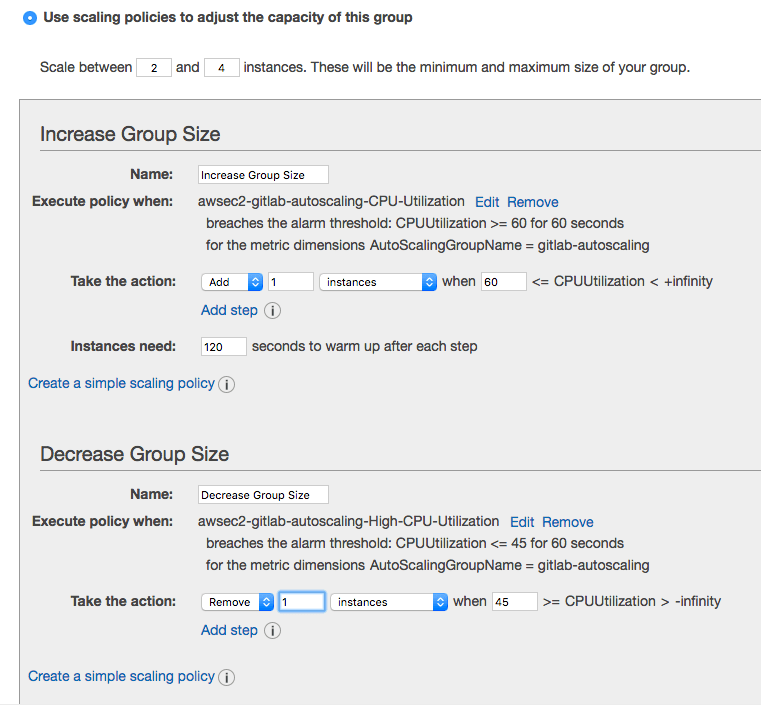 Use scaling policies to adjust the capacity of this group
Scale between 2 and 4 instances. These will be the minimum and maximum size of your group.
Increase Group Size
Name: Increase Group Size
Execute policy when: awsec2-gitlab-autoscaling-CPU-Utilization Edit Remove
breaches the alarm threshold: CPUUtilization >= 60 for 60 seconds
for the metric dimensions AutoScalingGroupName = gitlab-autoscaling
Take the action: Add 1 instances when 60 <= CPUUtilization < +infinity
Add step i
Instances need: 120 seconds to warm up after each step
Create a simple scaling policy i
Decrease Group Size
Name: Decrease Group Size
Execute policy when: awsec2-gitlab-autoscaling-High-CPU-Utilization Edit Remove
breaches the alarm threshold: CPUUtilization <= 45 for 60 seconds
for the metric dimensions AutoScalingGroupName = gitlab-autoscaling
Take the action: Remove 1 instances when 45 >= CPUUtilization > -infinity
Add step i
Create a simple scaling policy i